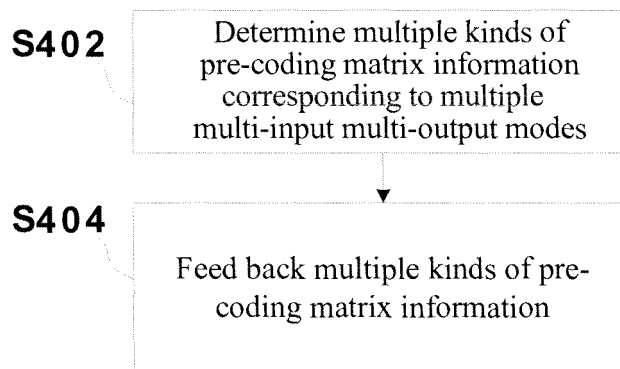 S402
Determine multiple kinds of
pre-coding matrix information
corresponding to multiple
multi-input multi-output modes
S404
Feed back multiple kinds of pre-
coding matrix information